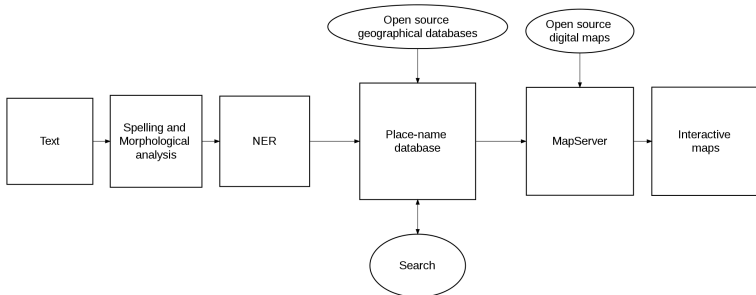 Open source
geographical databases
Open source
digital maps
Text
Spelling and
Morphological
analysis
NER
Place-name
database
MapServer
Interactive
maps
Search